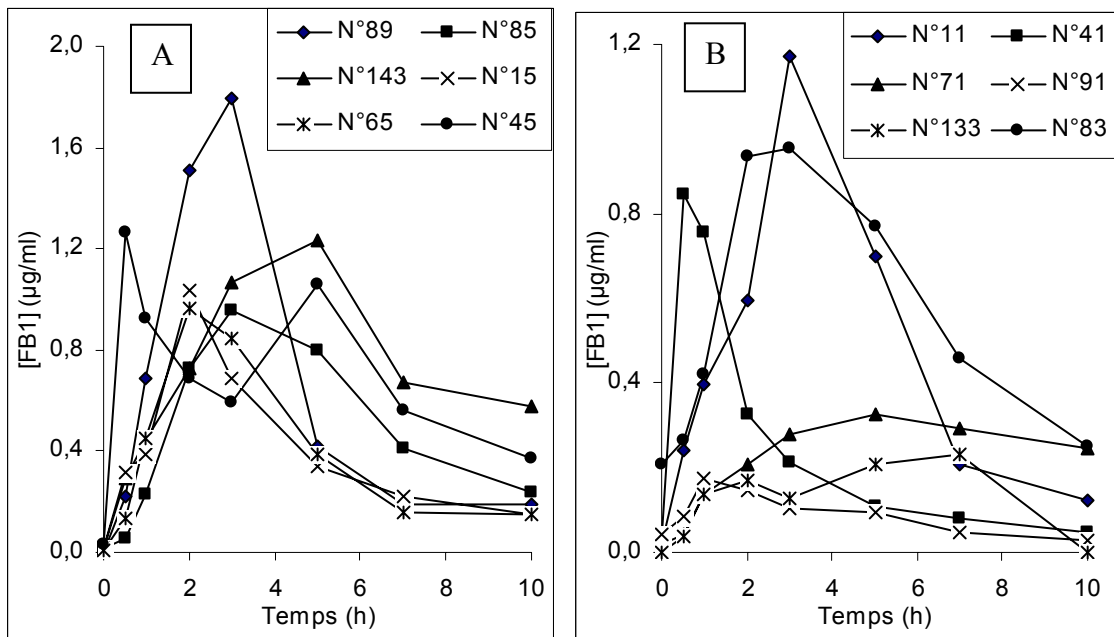 A
N°89 N°85
N°143 N°15
N°65 N°45
2,0
1,6
1,2
0,8
0,4
0,0
[FB1] (µg/ml)
0 2 4 6 8 10
Temps (h)
B
N°11 N°41
N°71 N°91
N°133 N°83
1,2
0,8
0,4
0,0
[FB1] (µg/ml)
0 2 4 6 8 10
Temps (h)